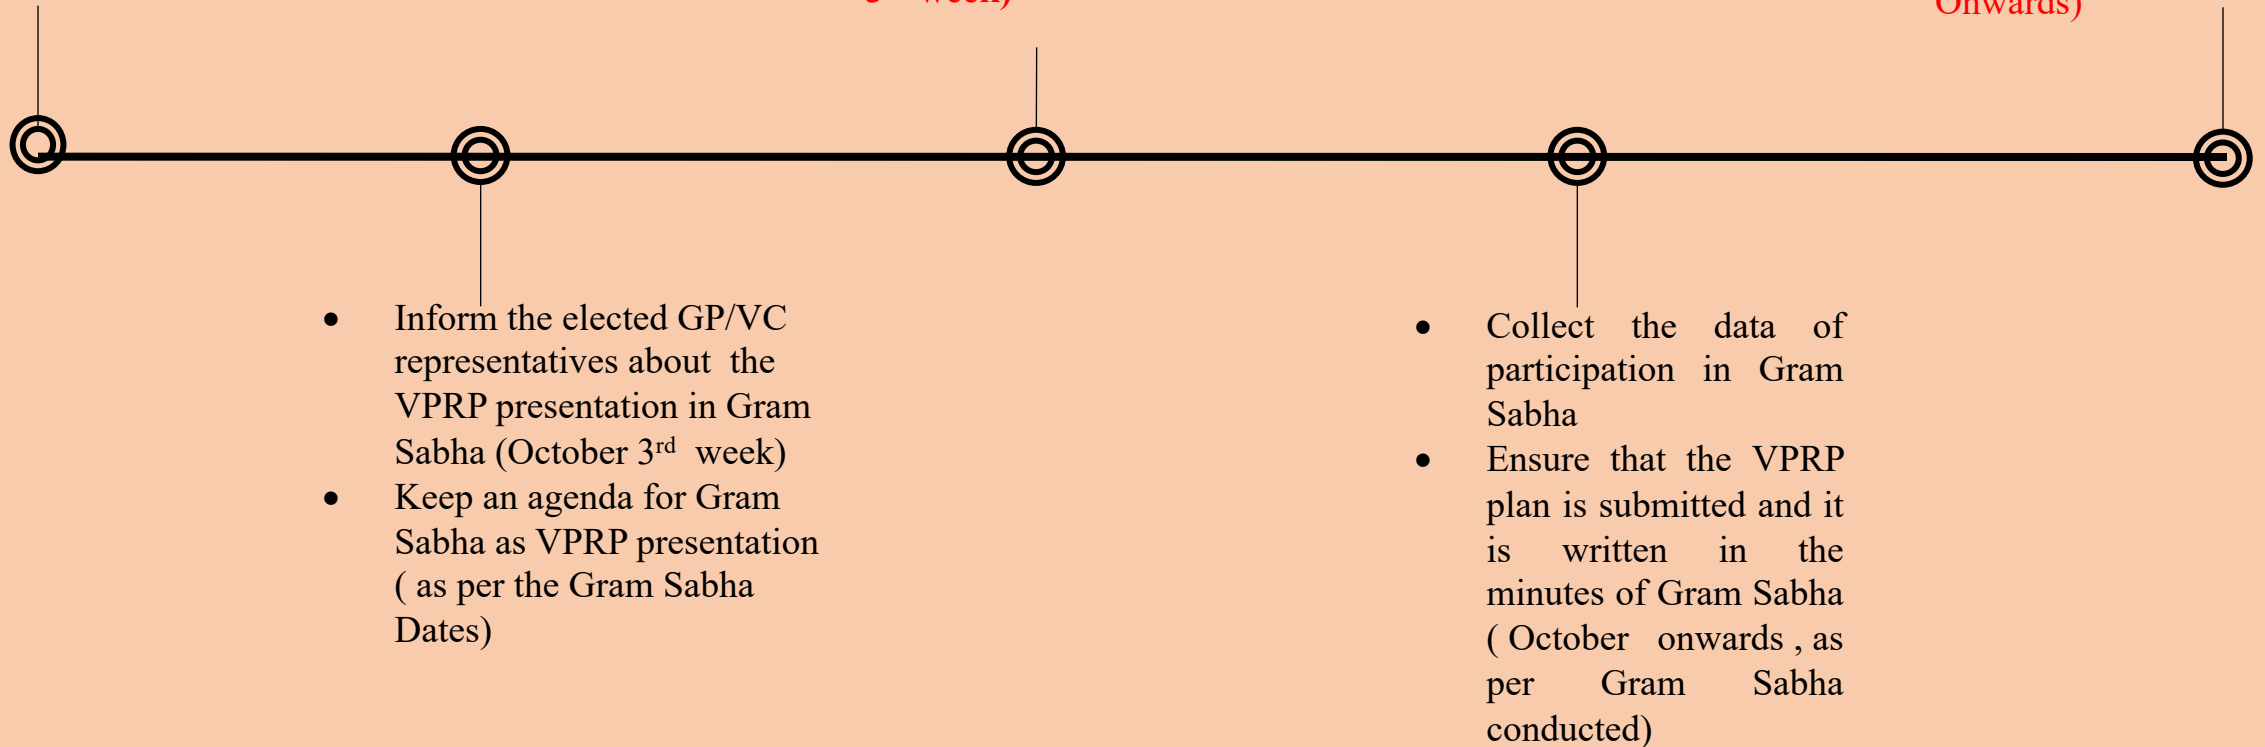 week)
Onwards)
• Inform the elected GP/VC
representatives about the
VPRP presentation in Gram
Sabha (October 3rd week)
• Keep an agenda for Gram
Sabha as VPRP presentation
( as per the Gram Sabha
Dates)
• Collect the data of
participation in Gram
Sabha
• Ensure that the VPRP
plan is submitted and it
is written in the
minutes of Gram Sabha
( October onwards , as
per Gram Sabha
conducted)